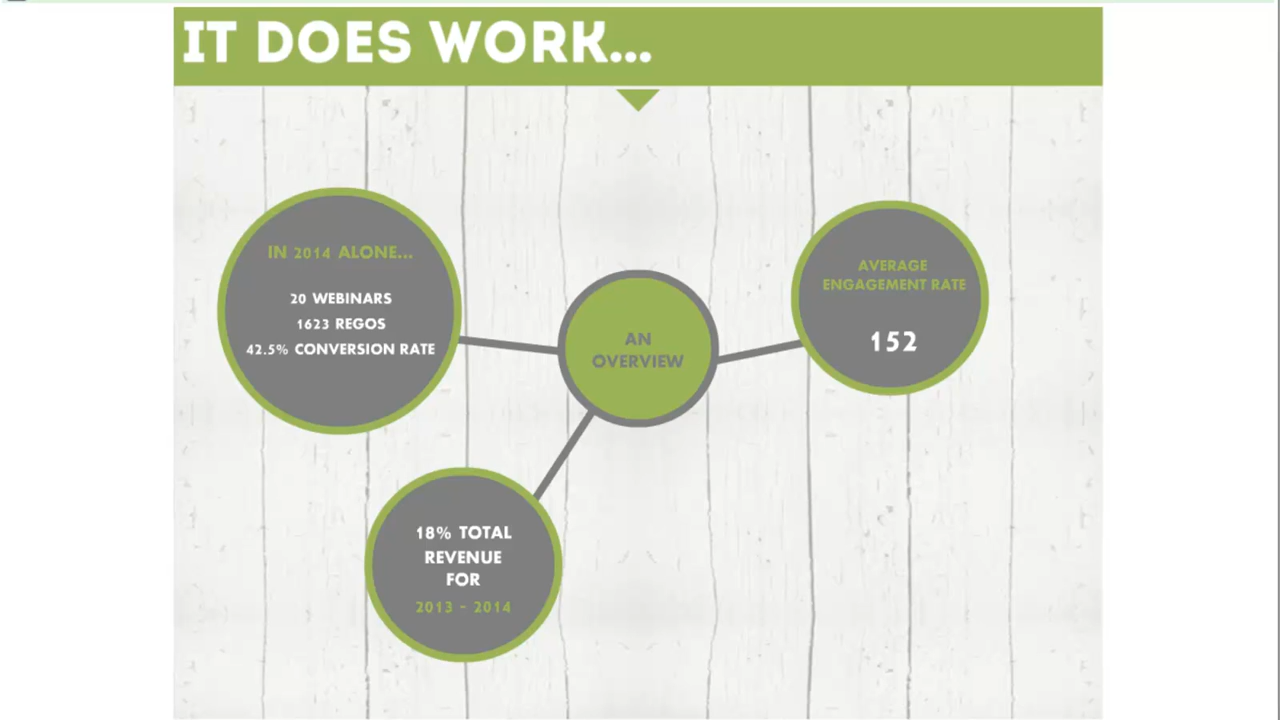 IT DOES WORK...
IN 2014 ALONE...
20 WEBINARS
1623 REGOS
42.5% CONVERSION RATE
AN
OVERVIEW
AVERAGE
ENGAGEMENT RATE
152
18% TOTAL
REVENUE
FOR
2013 - 2014